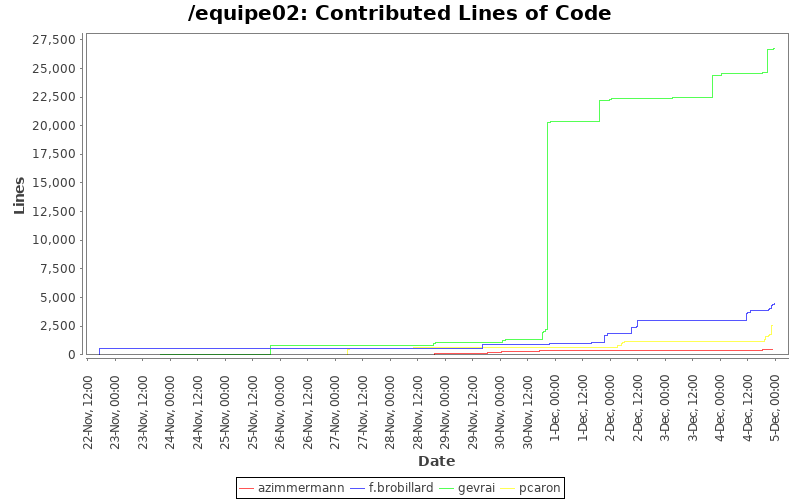 /equipe02: Contributed Lines of Code
27,500
25,000
22,500
20,000
17,500
15,000
12,500
10,000
7,500
5,000
2,500
0
Lines
22-Nov, 12:00
23-Nov, 00:00
23-Nov, 12:00
24-Nov, 00:00
24-Nov, 12:00
25-Nov, 00:00
25-Nov, 12:00
26-Nov, 00:00
26-Nov, 12:00
27-Nov, 00:00
27-Nov, 12:00
28-Nov, 00:00
28-Nov, 12:00
29-Nov, 00:00
29-Nov, 12:00
30-Nov, 00:00
30-Nov, 12:00
1-Dec, 00:00
1-Dec, 12:00
2-Dec, 00:00
2-Dec, 12:00
3-Dec, 00:00
3-Dec, 12:00
4-Dec, 00:00
4-Dec, 12:00
5-Dec, 00:00
Date
azimmermann f.brobillard gevrai pcaron